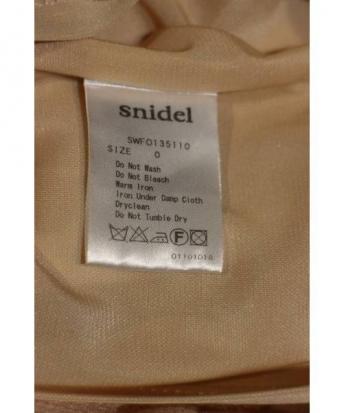 snidel
SWFO135110
SIZE 0
Do Not Wash
Do Not Bleach
Warm Iron
Iron Under Damp Cloth
Dryclean
Do Not Tumble Dry
F
01101018